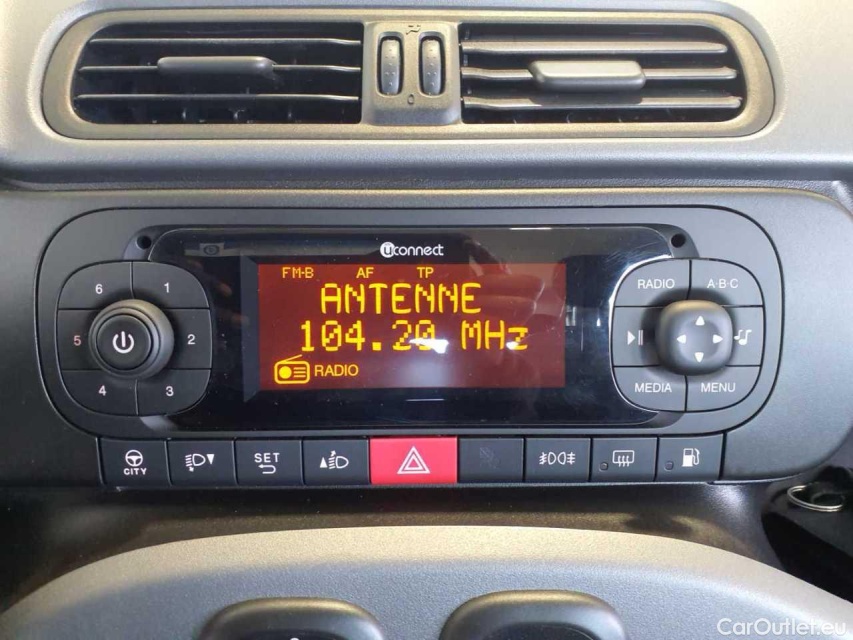 uconnect
FM-B AF TP
ANTENNE
104.20 MHz
RADIO
6 1
5 2
4 3
RADIO A·B·C
MEDIA MENU
CITY
SET
CarOutlet.eu